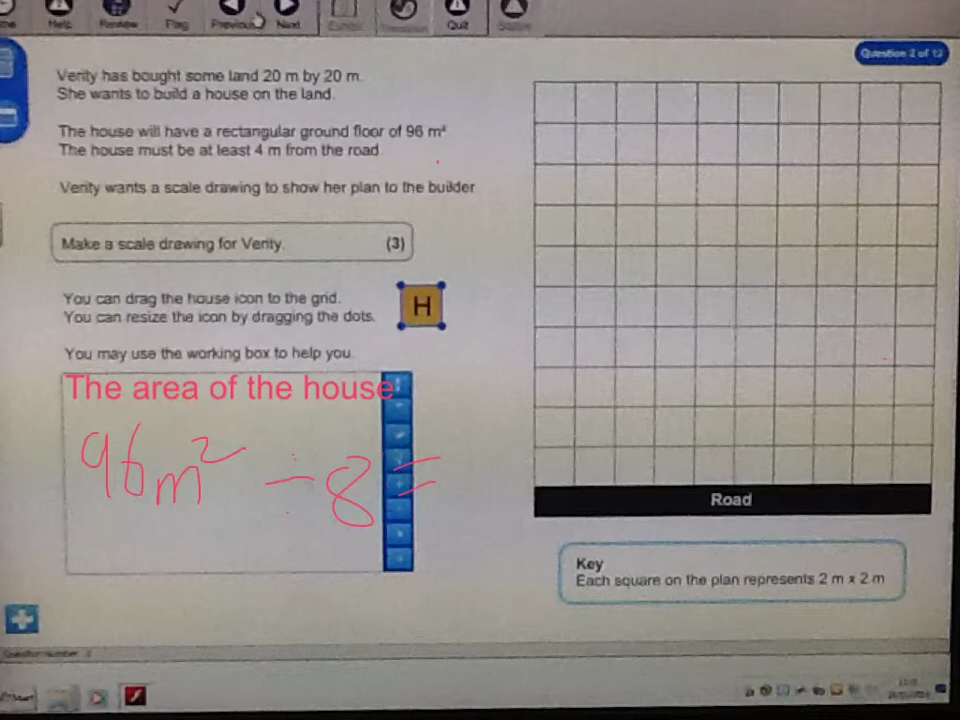 Help Review Flag Previous Next Quit
Question 2 of 13
Verity has bought some land 20 m by 20 m.
She wants to build a house on the land.
The house will have a rectangular ground floor of 96 m²
The house must be at least 4 m from the road
Verity wants a scale drawing to show her plan to the builder
Make a scale drawing for Verity. (3)
You can drag the house icon to the grid.
You can resize the icon by dragging the dots.
H
You may use the working box to help you.
The area of the house
96m² ÷ 8 =
Road
Key
Each square on the plan represents 2 m x 2 m
Start